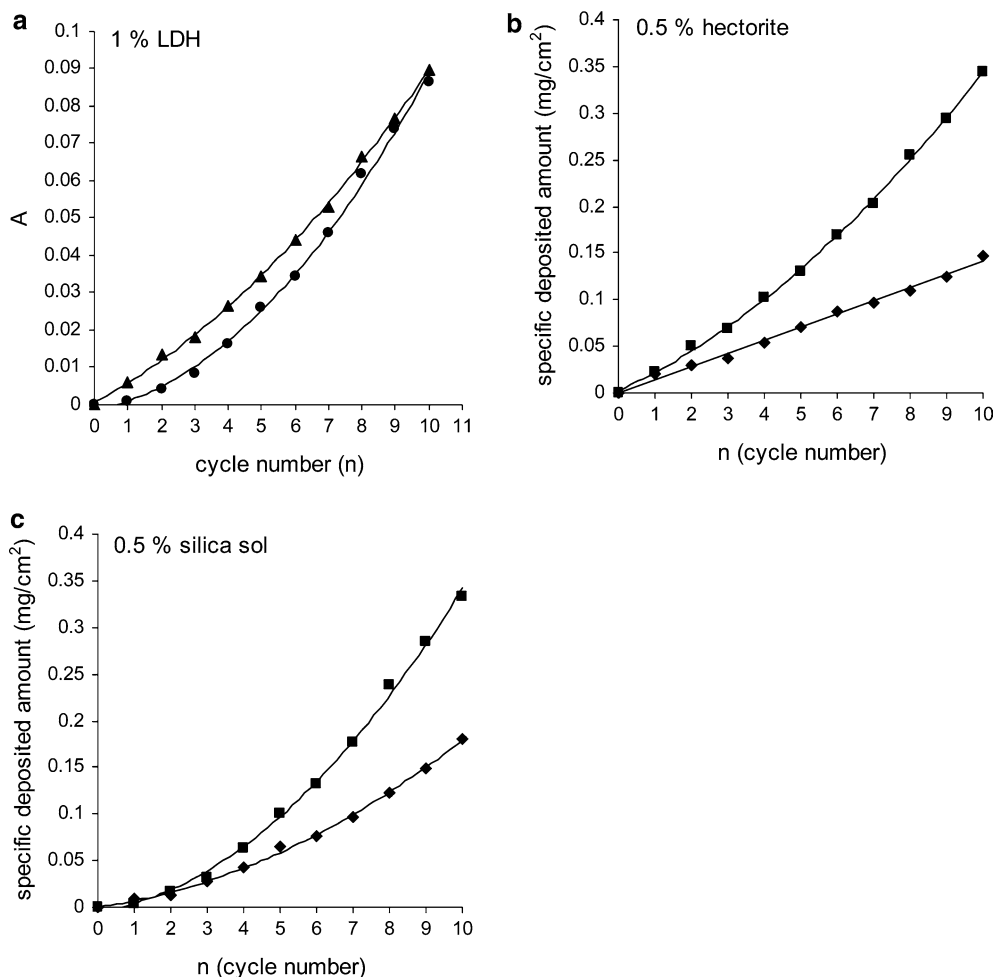 a
1 % LDH
A
0.1
0.09
0.08
0.07
0.06
0.05
0.04
0.03
0.02
0.01
0
0 1 2 3 4 5 6 7 8 9 10 11
cycle number (n)
b
0.5 % hectorite
specific deposited amount (mg/cm²)
0.4
0.35
0.3
0.25
0.2
0.15
0.1
0.05
0
0 1 2 3 4 5 6 7 8 9 10
n (cycle number)
c
0.5 % silica sol
specific deposited amount (mg/cm²)
0.4
0.35
0.3
0.25
0.2
0.15
0.1
0.05
0
0 1 2 3 4 5 6 7 8 9 10
n (cycle number)